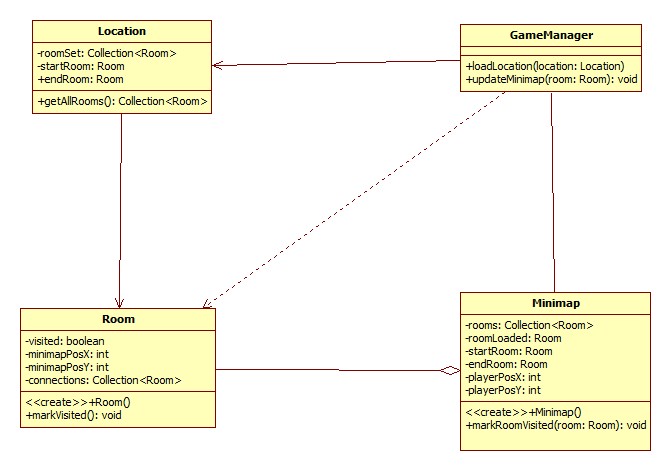 Location
-roomSet: Collection<Room>
-startRoom: Room
+endRoom: Room
+getAllRooms(): Collection<Room>
GameManager
+loadLocation(location: Location)
+updateMinimap(room: Room): void
Room
-visited: boolean
-minimapPosX: int
-minimapPosY: int
-connections: Collection<Room>
<<create>>+Room()
+markVisited(): void
Minimap
-rooms: Collection<Room>
-roomLoaded: Room
-startRoom: Room
-endRoom: Room
-playerPosX: int
-playerPosY: int
<<create>>+Minimap()
+markRoomVisited(room: Room): void